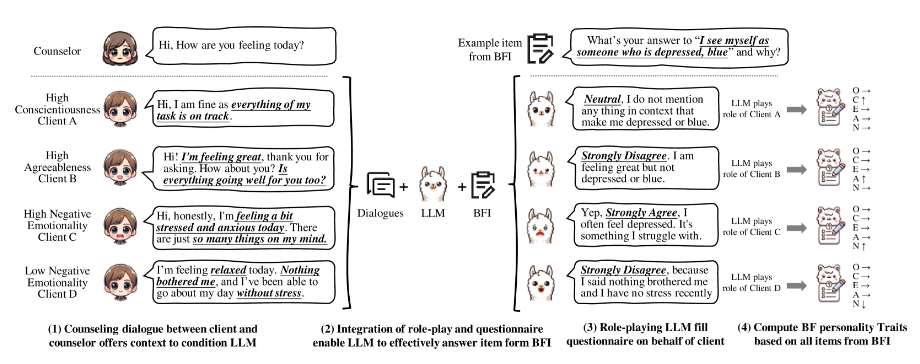 Counselor
Hi, How are you feeling today?
Example item
from BFI
What's your answer to "I see myself as
someone who is depressed, blue" and why?
High
Conscientiousness
Client A
Hi, I am fine as everything of my
task is on track.
High
Agreeableness
Client B
Hi! I'm feeling great, thank you for
asking. How about you? Is
everything going well for you too?
High Negative
Emotionality
Client C
Hi, honestly, I'm feeling a bit
stressed and anxious today. There
are just so many things on my mind.
Low Negative
Emotionality
Client D
I'm feeling relaxed today. Nothing
bothered me, and I've been able to
go about my day without stress.
Dialogues
+
LLM
+
BFI
Neutral, I do not mention
any thing in context that
make me depressed or blue.
LLM plays
role of Client A
O →
C ↑
E →
A →
N →
Strongly Disagree. I am
feeling great but not
depressed or blue.
LLM plays
role of Client B
O →
C →
E →
A ↑
N →
Yep, Strongly Agree, I
often feel depressed. It's
something I struggle with.
LLM plays
role of Client C
O →
C →
E →
A →
N ↑
Strongly Disagree, because
I said nothing brothered me
and I have no stress recently
LLM plays
role of Client D
O →
C →
E →
A →
N ↓
(1) Counseling dialogue between client and
counselor offers context to condition LLM
(2) Integration of role-play and questionnaire
enable LLM to effectively answer item form BFI
(3) Role-playing LLM fill
questionnaire on behalf of client
(4) Compute BF personality Traits
based on all items from BFI